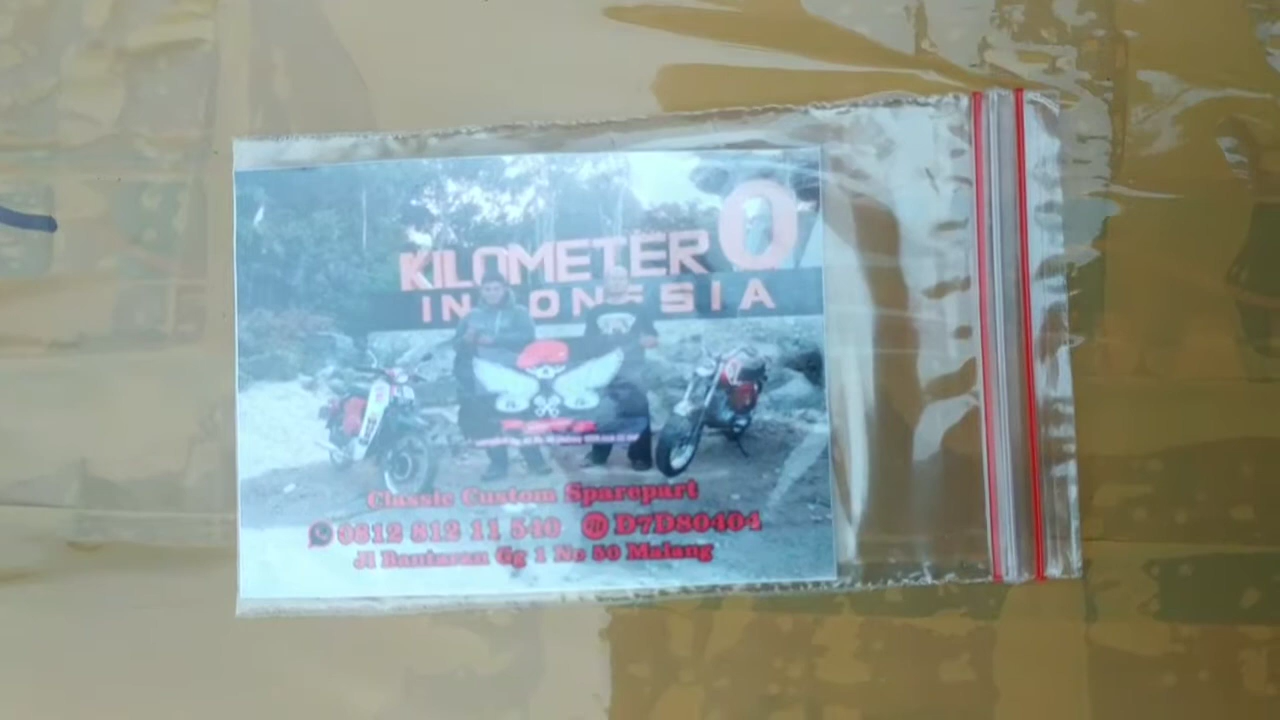 KILOMETER 0
INDONESIA
Classic Custom Sparepart
0812 812 11 540 D7D80404
Jl Bantaran Gg 1 No 50 Malang